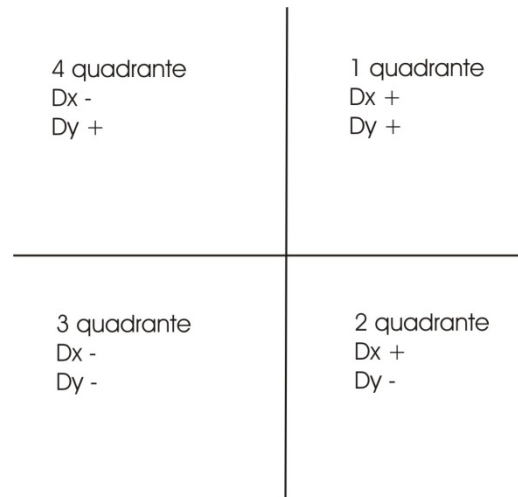 4 quadrante
Dx -
Dy +
1 quadrante
Dx +
Dy +
3 quadrante
Dx -
Dy -
2 quadrante
Dx +
Dy -